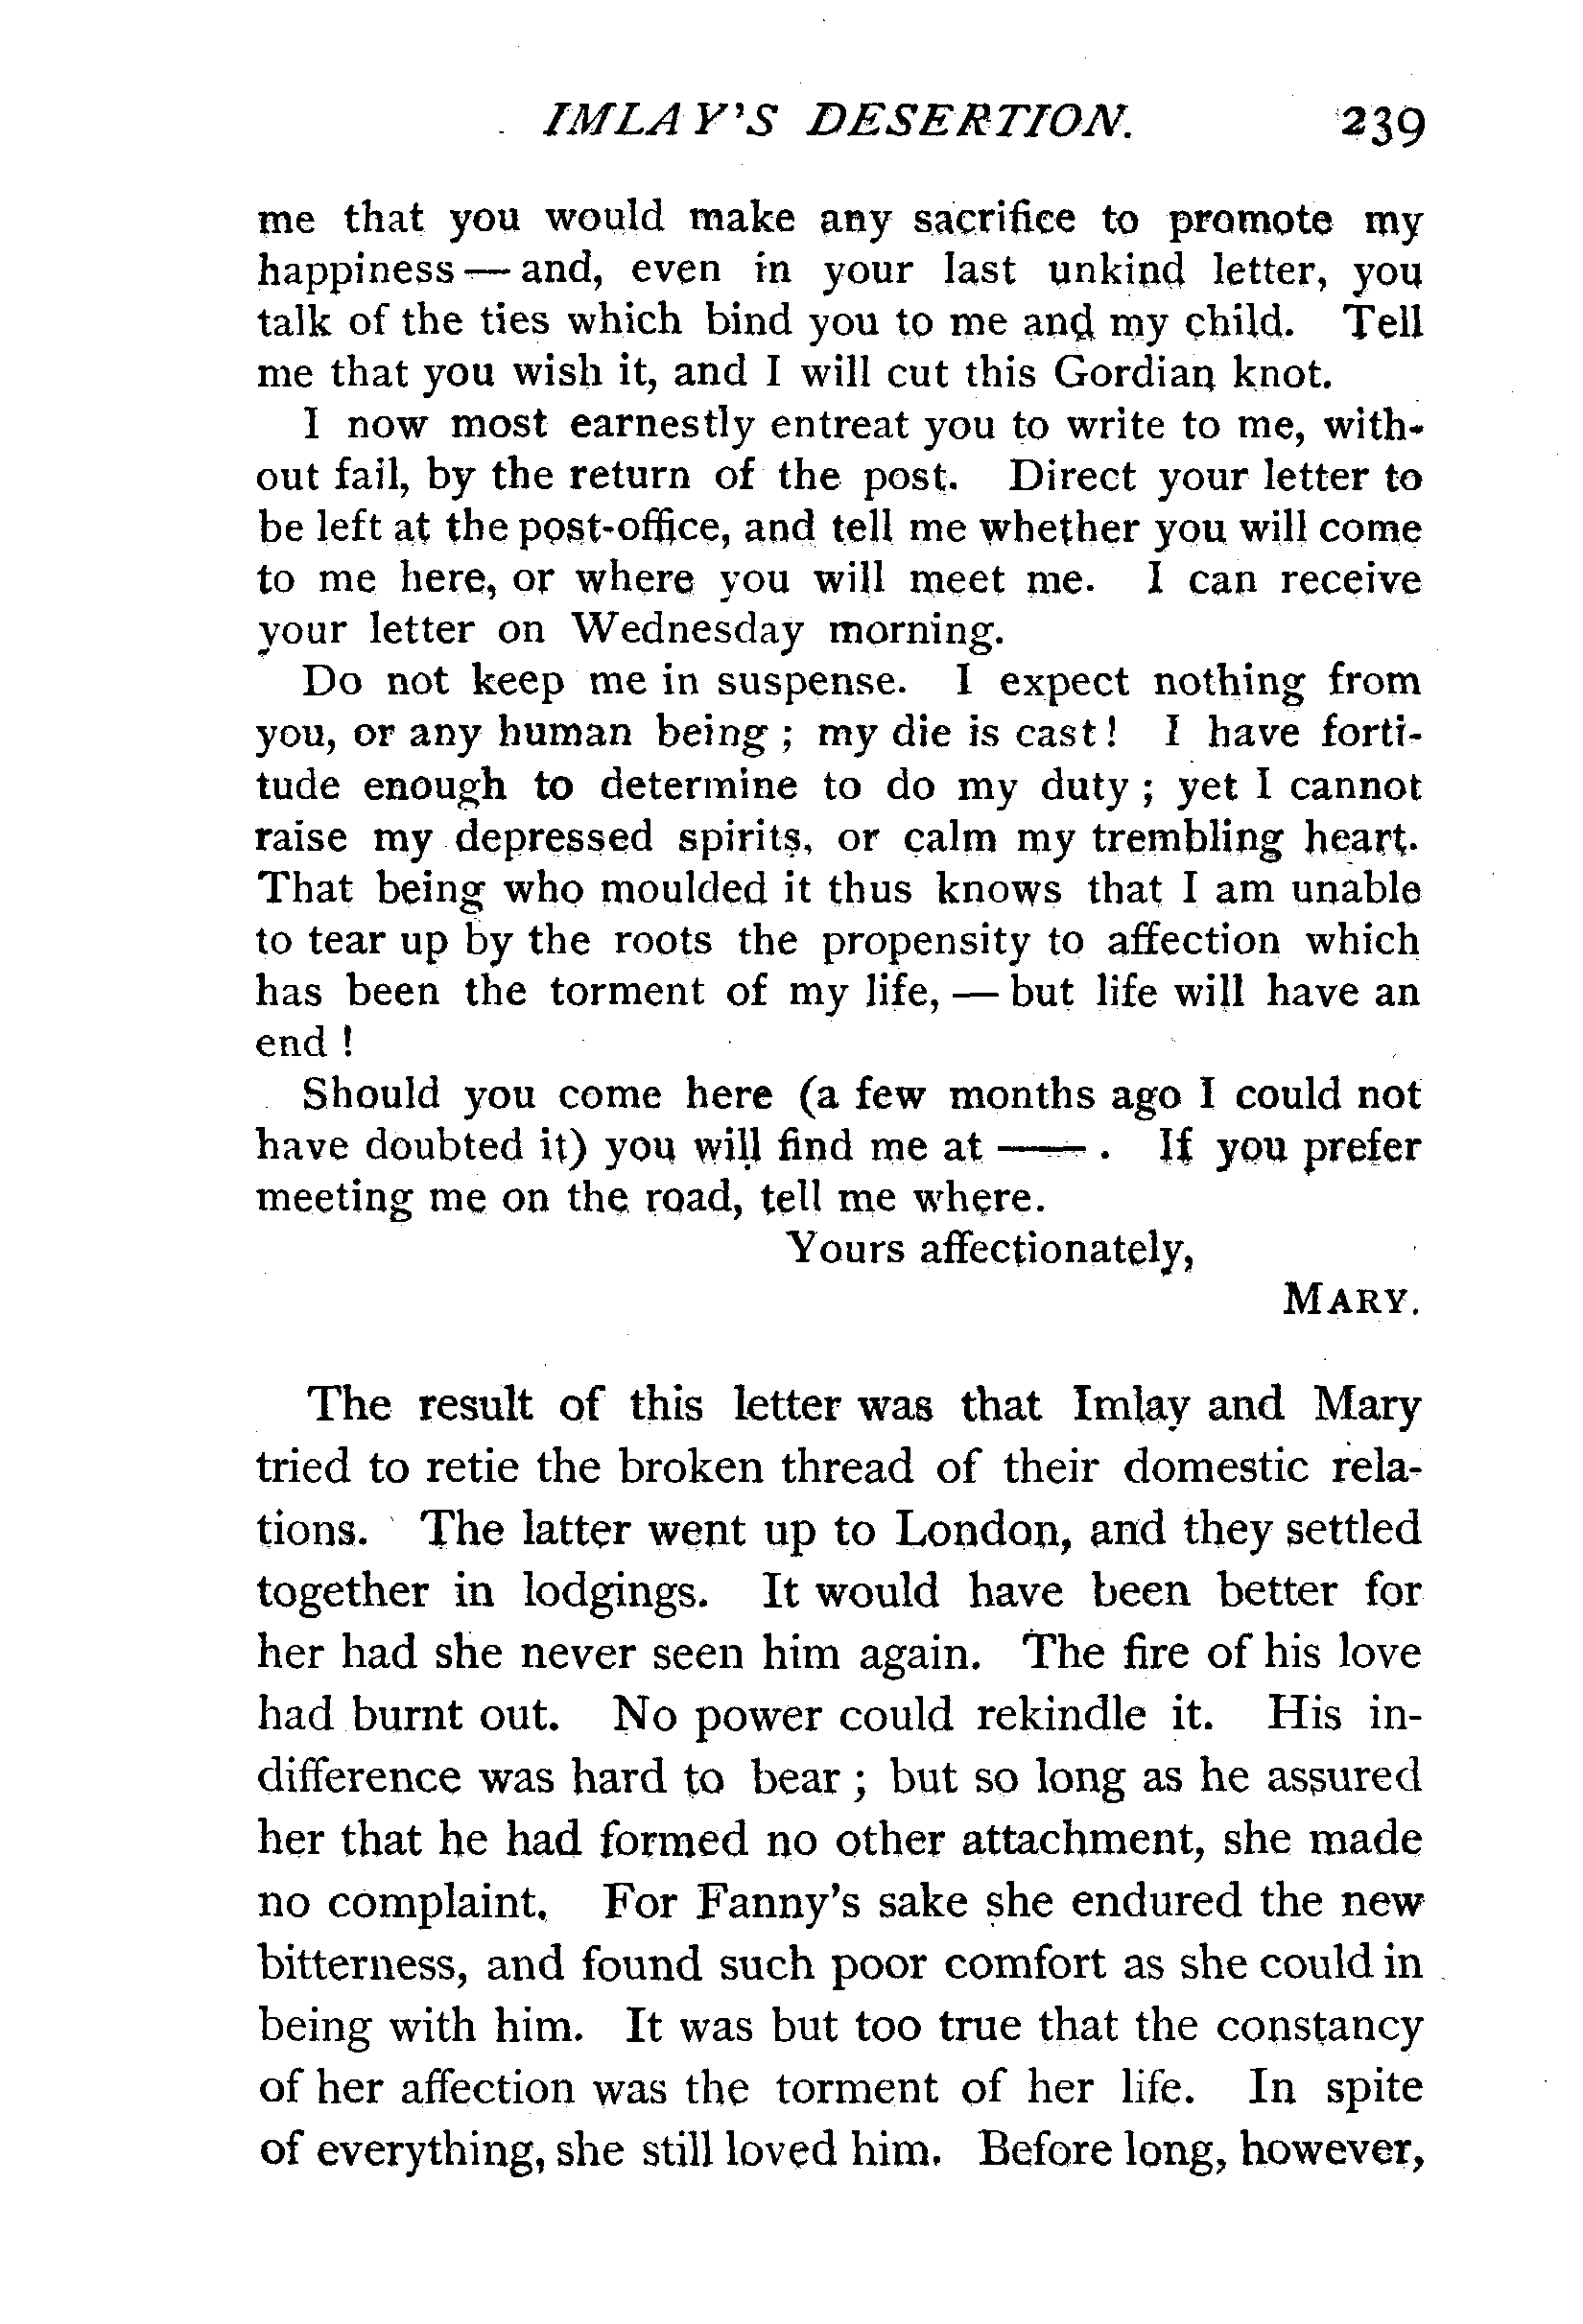 IMLAY'S DESERTION. 239
me that you would make any sacrifice to promote my
happiness — and, even in your last unkind letter, you
talk of the ties which bind you to me and my child. Tell
me that you wish it, and I will cut this Gordian knot.
I now most earnestly entreat you to write to me, with-
out fail, by the return of the post. Direct your letter to
be left at the post-office, and tell me whether you will come
to me here, or where you will meet me. I can receive
your letter on Wednesday morning.
Do not keep me in suspense. I expect nothing from
you, or any human being ; my die is cast ! I have forti-
tude enough to determine to do my duty ; yet I cannot
raise my depressed spirits, or calm my trembling heart.
That being who moulded it thus knows that I am unable
to tear up by the roots the propensity to affection which
has been the torment of my life, — but life will have an
end !
Should you come here (a few months ago I could not
have doubted it) you will find me at —— . If you prefer
meeting me on the road, tell me where.
Yours affectionately,
MARY.
The result of this letter was that Imlay and Mary
tried to retie the broken thread of their domestic rela-
tions. The latter went up to London, and they settled
together in lodgings. It would have been better for
her had she never seen him again. The fire of his love
had burnt out. No power could rekindle it. His in-
difference was hard to bear ; but so long as he assured
her that he had formed no other attachment, she made
no complaint. For Fanny's sake she endured the new
bitterness, and found such poor comfort as she could in
being with him. It was but too true that the constancy
of her affection was the torment of her life. In spite
of everything, she still loved him. Before long, however,